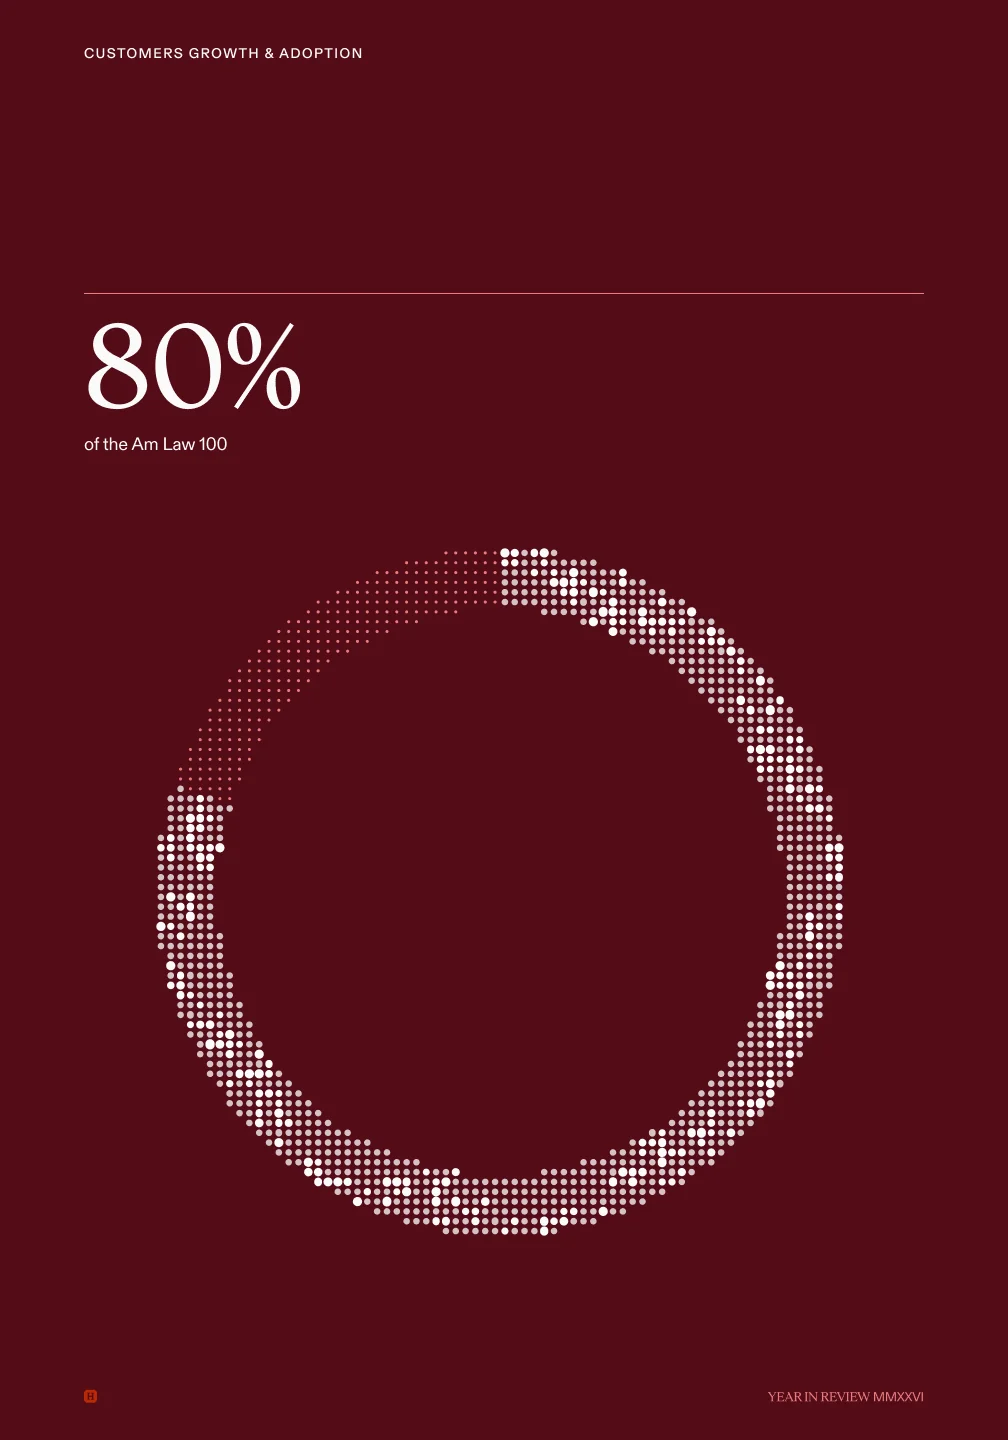 CUSTOMERS GROWTH & ADOPTION
80%
of the Am Law 100
H
YEAR IN REVIEW MMXXVI